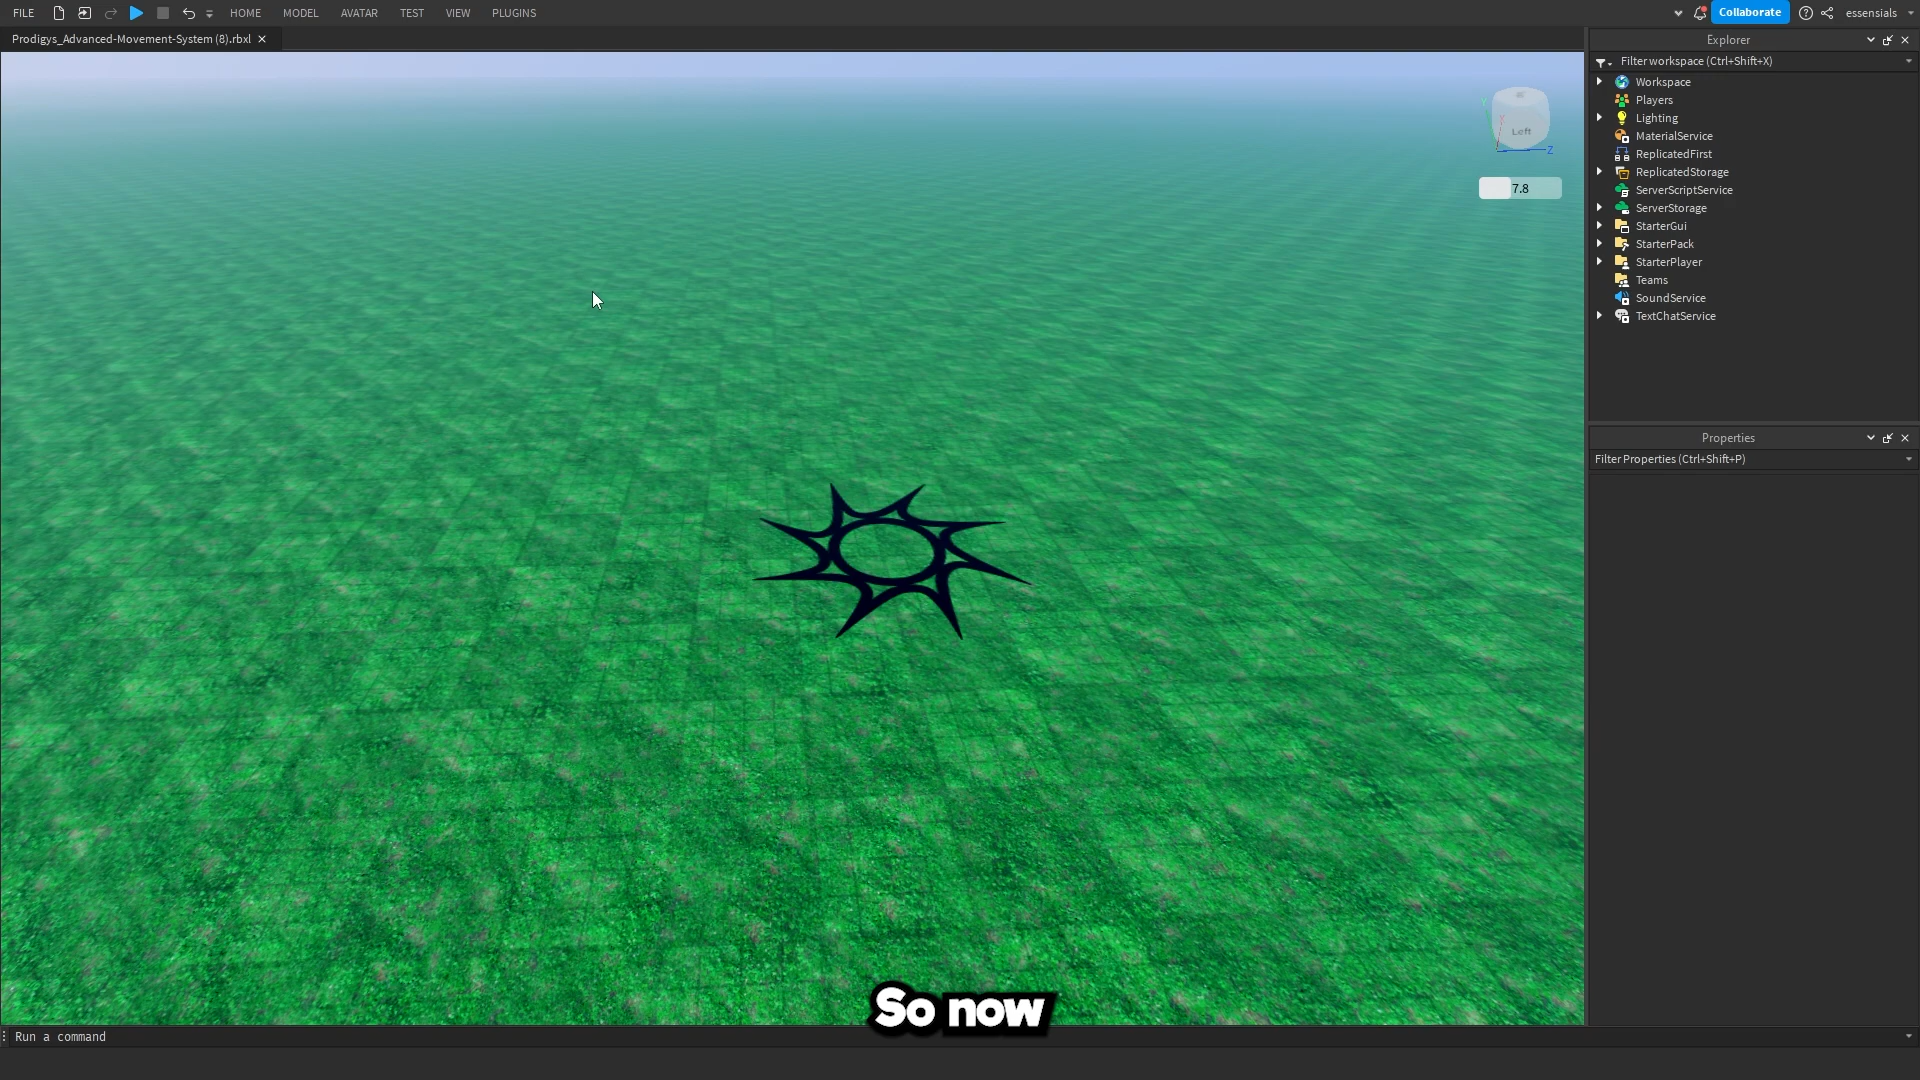 FILE HOME MODEL AVATAR TEST VIEW PLUGINS Collaborate essensials
Prodigys_Advanced-Movement-System (8).rbxl
Explorer
Filter workspace (Ctrl+Shift+X)
Workspace
Players
Lighting
MaterialService
ReplicatedFirst
ReplicatedStorage
ServerScriptService
ServerStorage
StarterGui
StarterPack
StarterPlayer
Teams
SoundService
TextChatService
Left
Z
7.8
Properties
Filter Properties (Ctrl+Shift+P)
So now
Run a command